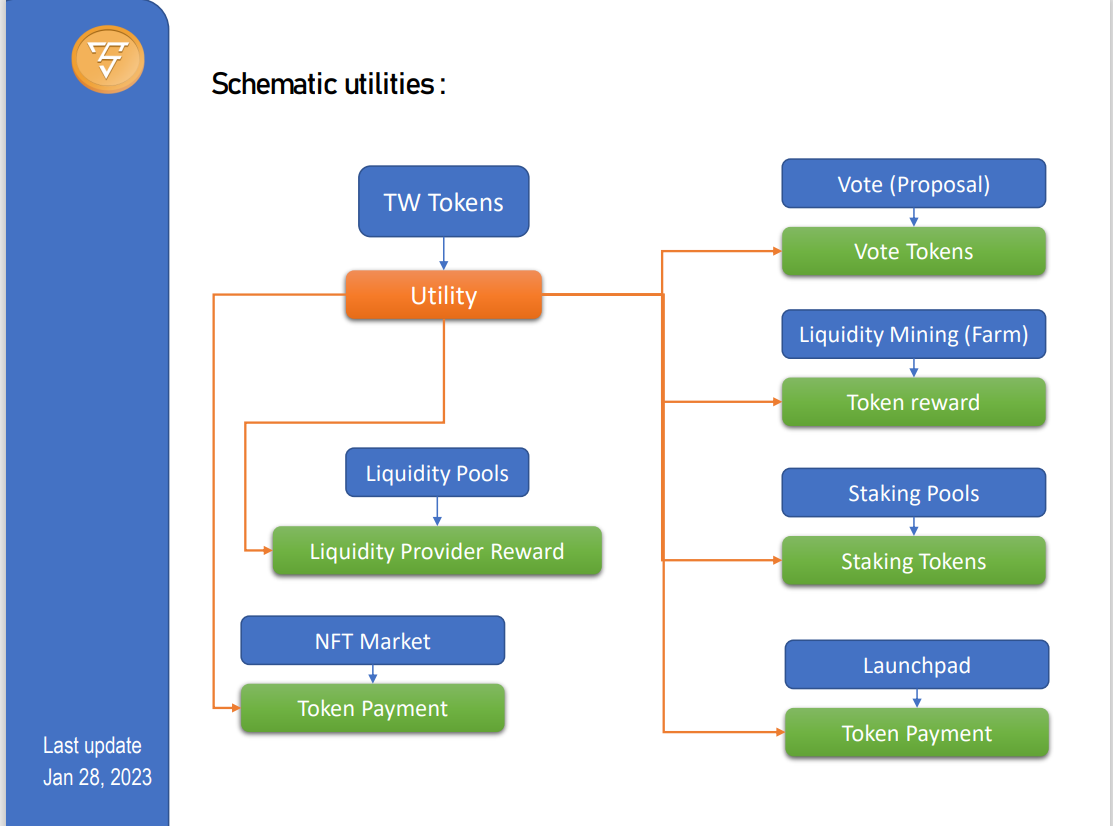 Schematic utilities :
TW Tokens
Utility
Liquidity Pools
Liquidity Provider Reward
NFT Market
Token Payment
Vote (Proposal)
Vote Tokens
Liquidity Mining (Farm)
Token reward
Staking Pools
Staking Tokens
Launchpad
Token Payment
Last update
Jan 28, 2023